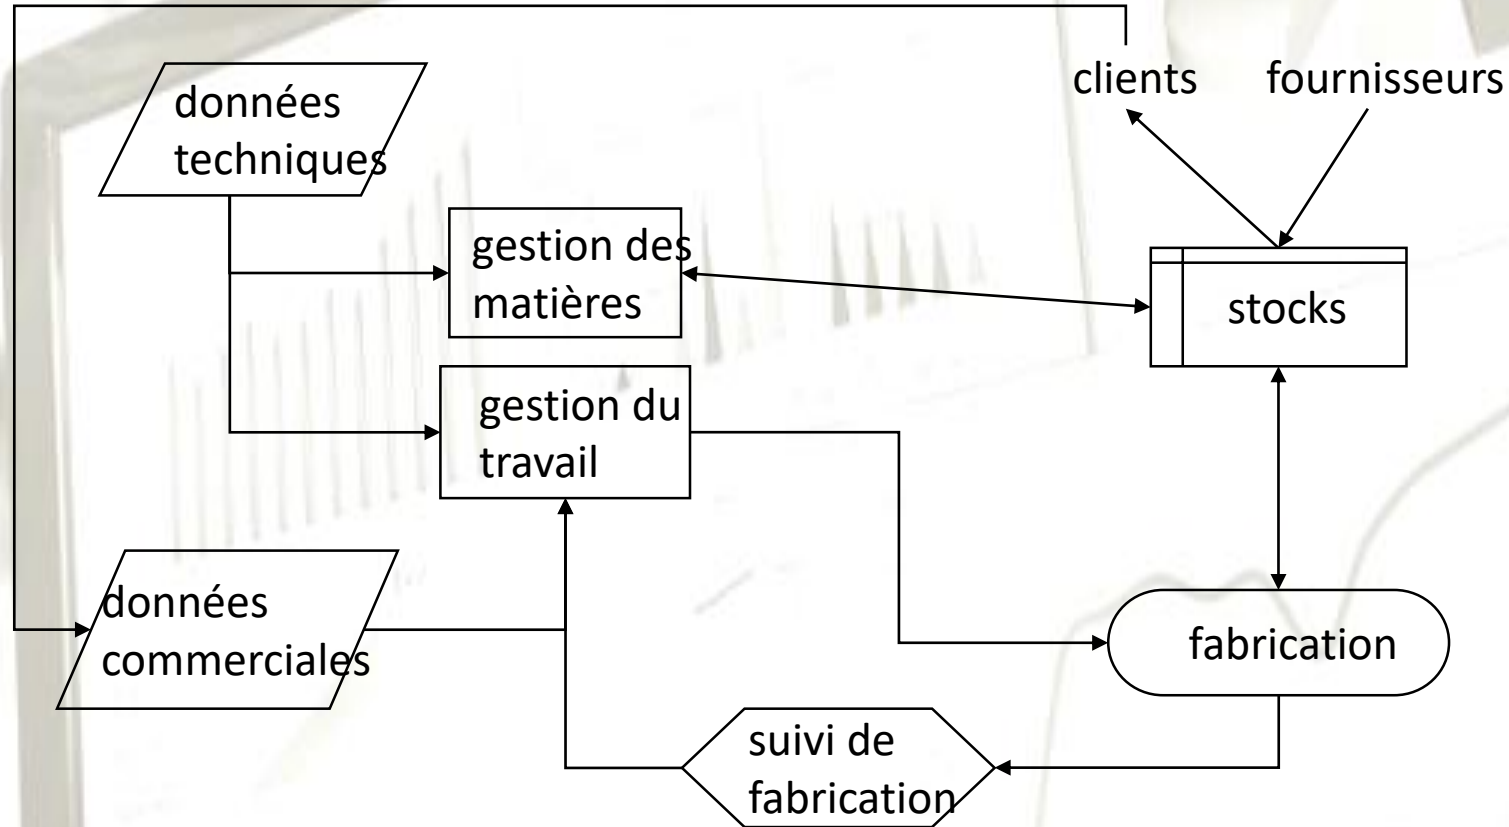 clients
fournisseurs
données
techniques
gestion des
matières
stocks
gestion du
travail
données
commerciales
fabrication
suivi de
fabrication